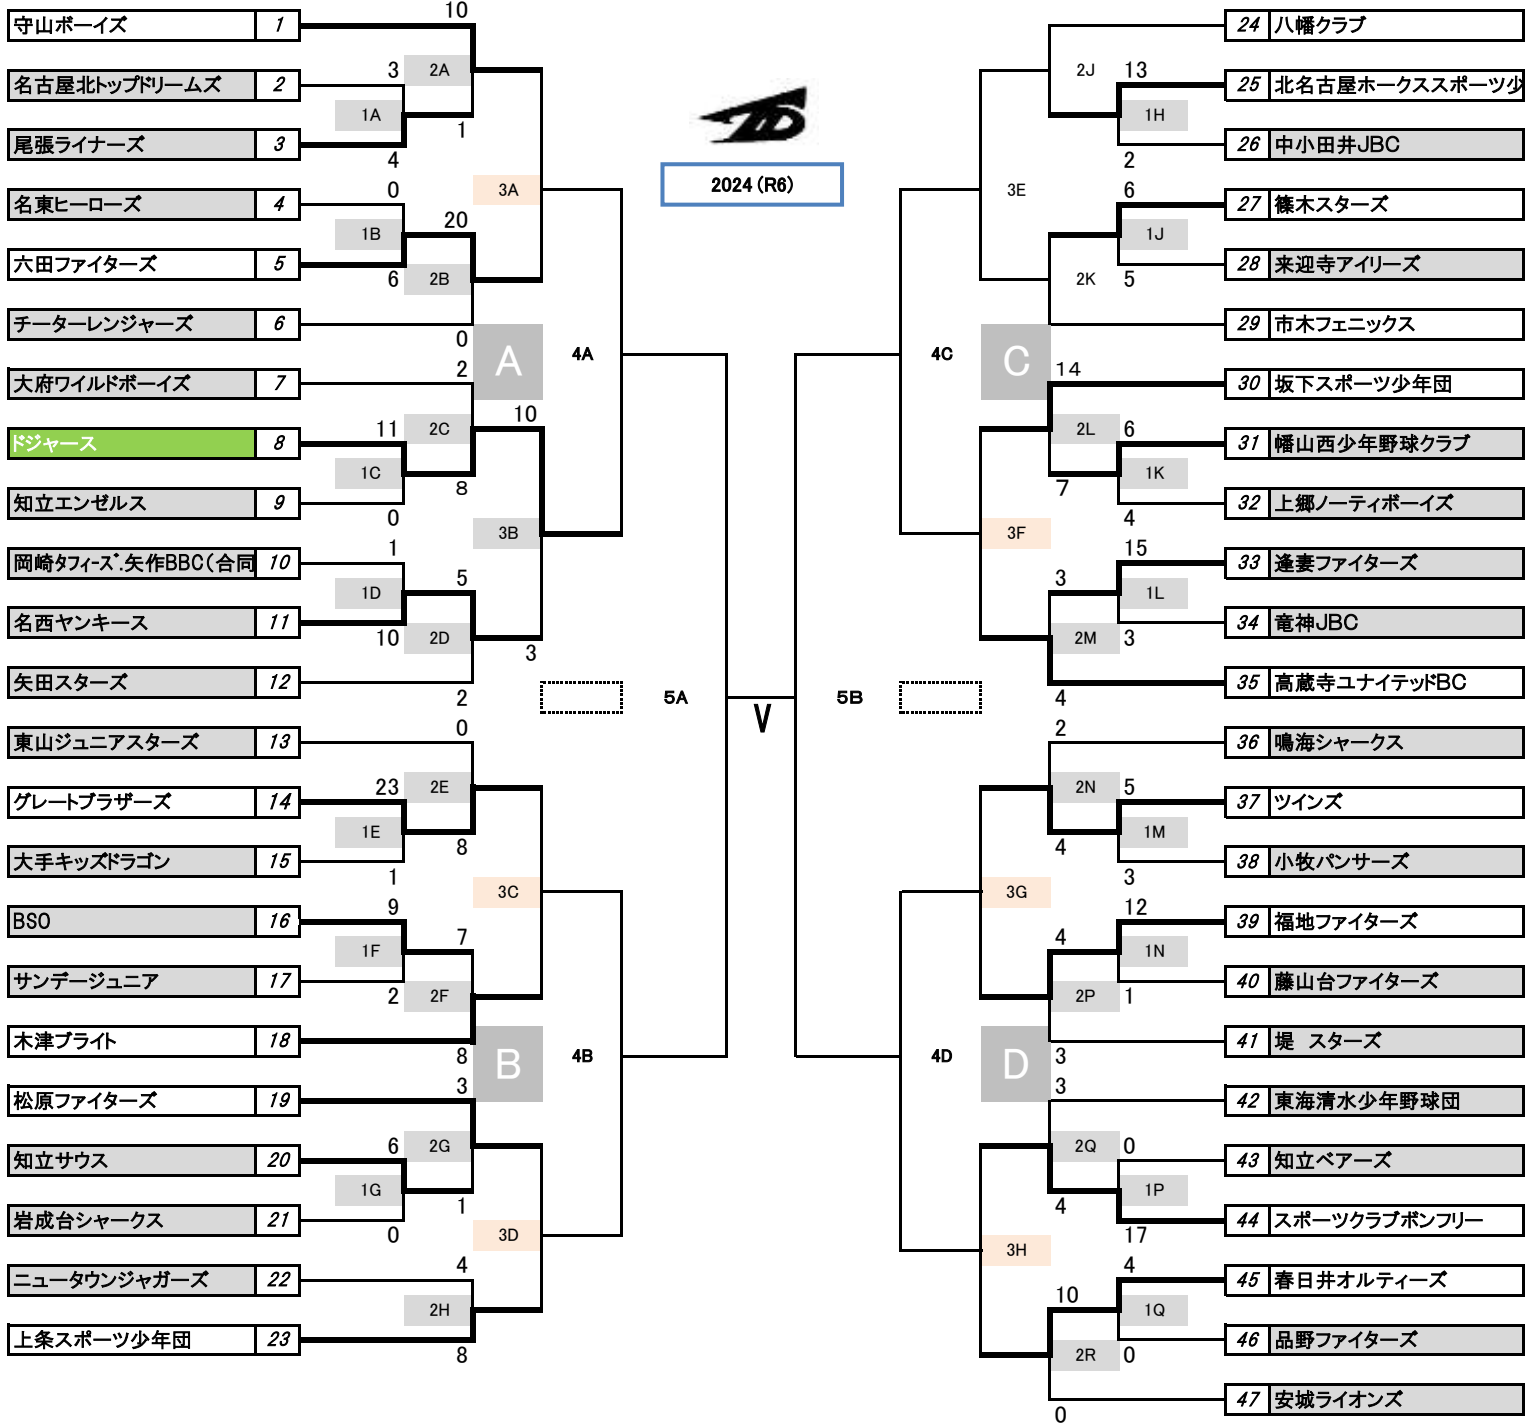 守山ボーイズ 1
名古屋北トップドリームズ 2
尾張ライナーズ 3
名東ヒーローズ 4
六田ファイターズ 5
チーターレンジャーズ 6
大府ワイルドボーイズ 7
ドジャース 8
知立エンゼルス 9
岡崎タフィーズ.矢作BBC(合同 10
名西ヤンキース 11
矢田スターズ 12
東山ジュニアスターズ 13
グレートブラザーズ 14
大手キッズドラゴン 15
BSO 16
サンデージュニア 17
木津ブライト 18
松原ファイターズ 19
知立サウス 20
岩成台シャークス 21
ニュータウンジャガーズ 22
上条スポーツ少年団 23
10
3 2A
1A 1
4
0 3A
1B 20
6 2B
0
2 A 4A
11 2C 10
1C 8
0 3B
1
1D 5
10 2D 3
2
0
23 2E
1E 8
1 3C
9
1F 7
2 2F
8 B 4B
3
6 2G
1G 1
0 3D
4
2H
8
TD
2024(R6)
5A V 5B
2J 13
1H
2
3E 6
1J
2K 5
4C C 14
2L 6
7 1K
4
3F 15
3 1L
2M 3
4
2
2N 5
1M
4 3
3G 12
4 1N
2P 1
4D D 3
3
2Q 0
1P
4 17
3H 4
10 1Q
2R 0
0
24 八幡クラブ
25 北名古屋ホークススポーツ少
26 中小田井JBC
27 篠木スターズ
28 来迎寺アイリーズ
29 市木フェニックス
30 坂下スポーツ少年団
31 幡山西少年野球クラブ
32 上郷ノーティボーイズ
33 逢妻ファイターズ
34 竜神JBC
35 高蔵寺ユナイテッドBC
36 鳴海シャークス
37 ツインズ
38 小牧パンサーズ
39 福地ファイターズ
40 藤山台ファイターズ
41 堤 スターズ
42 東海清水少年野球団
43 知立ベアーズ
44 スポーツクラブボンフリー
45 春日井オルティーズ
46 品野ファイターズ
47 安城ライオンズ